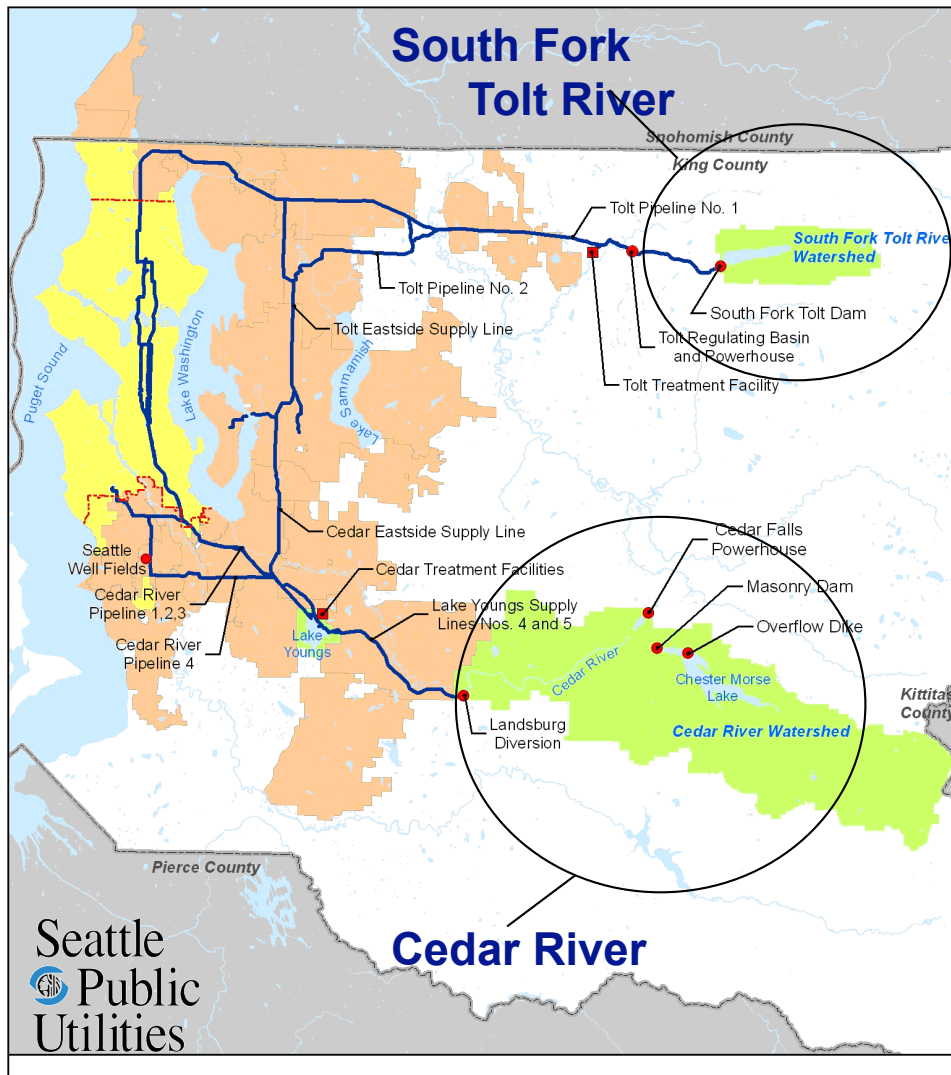 South Fork
Tolt River
Snohomish County
King County
Tolt Pipeline No. 1
South Fork Tolt Rive
Watershed
Tolt Pipeline No. 2
South Fork Tolt Dam
Tolt Eastside Supply Line
Tolt Regulating Basin
and Powerhouse
Tolt Treatment Facility
Puget Sound
Lake Washington
Lake Sammamish
Cedar Eastside Supply Line
Cedar Falls
Powerhouse
Seattle
Well Fields
Cedar Treatment Facilities
Masonry Dam
Cedar River
Pipeline 1,2,3
Lake Youngs Supply
Lines Nos. 4 and 5
Overflow Dike
Cedar River
Pipeline 4
Lake
Youngs
Cedar River
Chester Morse
Lake
Kittitas
County
Landsburg
Diversion
Cedar River Watershed
Pierce County
Cedar River
Seattle
Public
Utilities